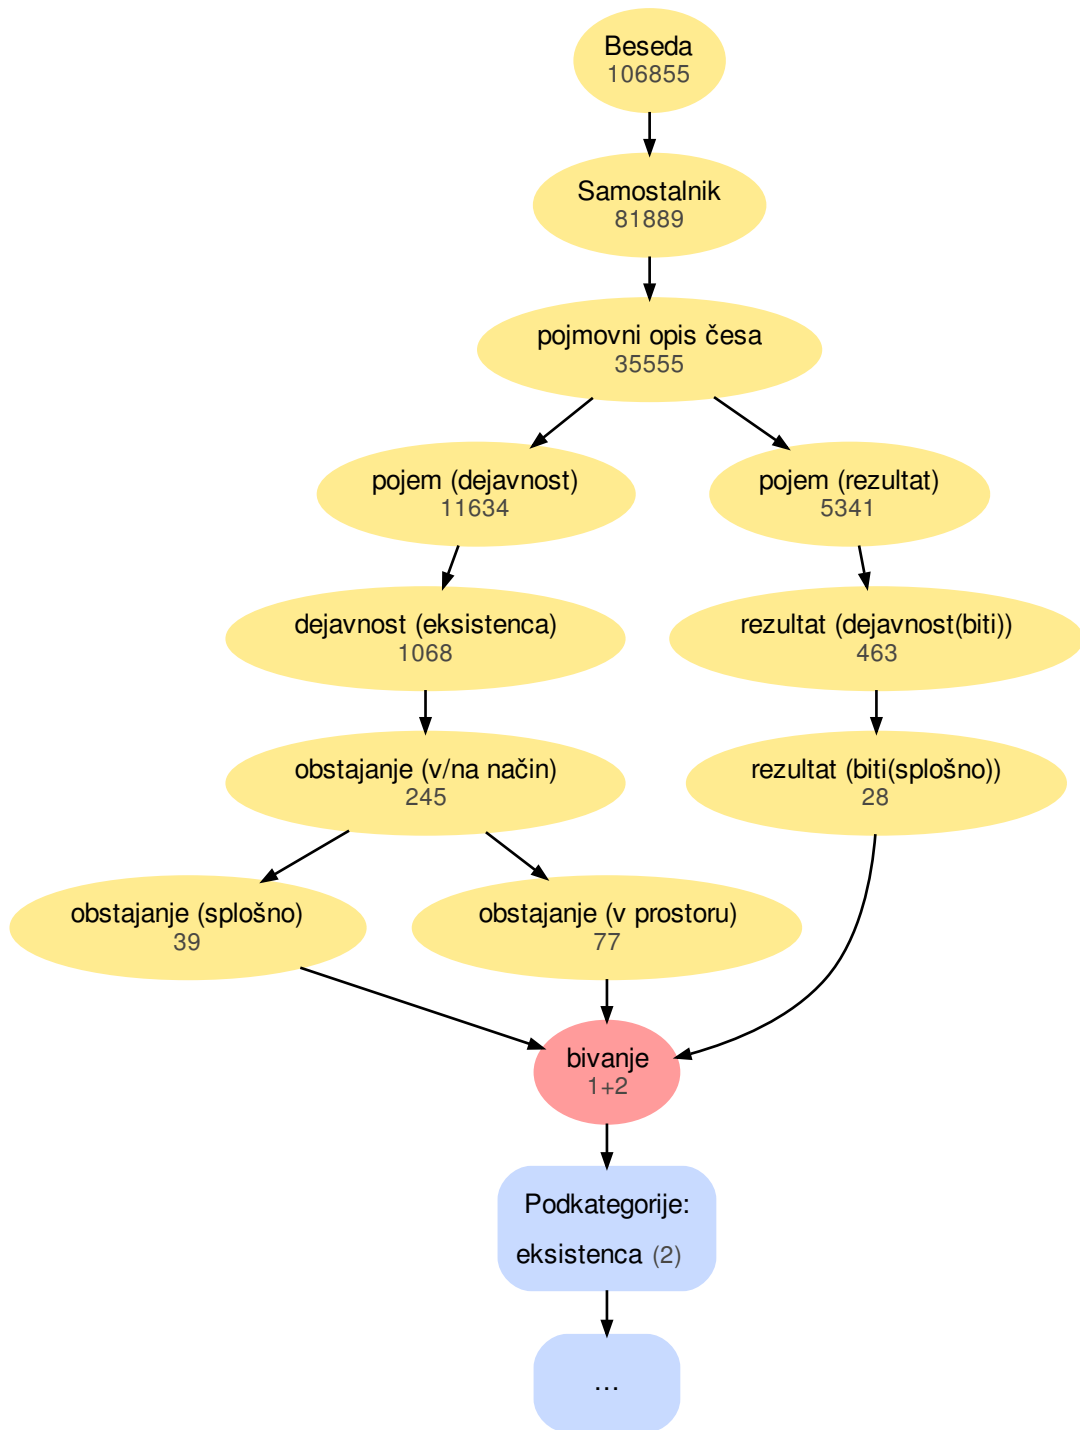 Beseda
106855
Samostalnik
81889
pojmovni opis česa
35555
pojem (dejavnost)
11634
pojem (rezultat)
5341
dejavnost (eksistenca)
1068
rezultat (dejavnost(biti))
463
obstajanje (v/na način)
245
rezultat (biti(splošno))
28
obstajanje (splošno)
39
obstajanje (v prostoru)
77
bivanje
1+2
Podkategorije:
eksistenca (2)
...